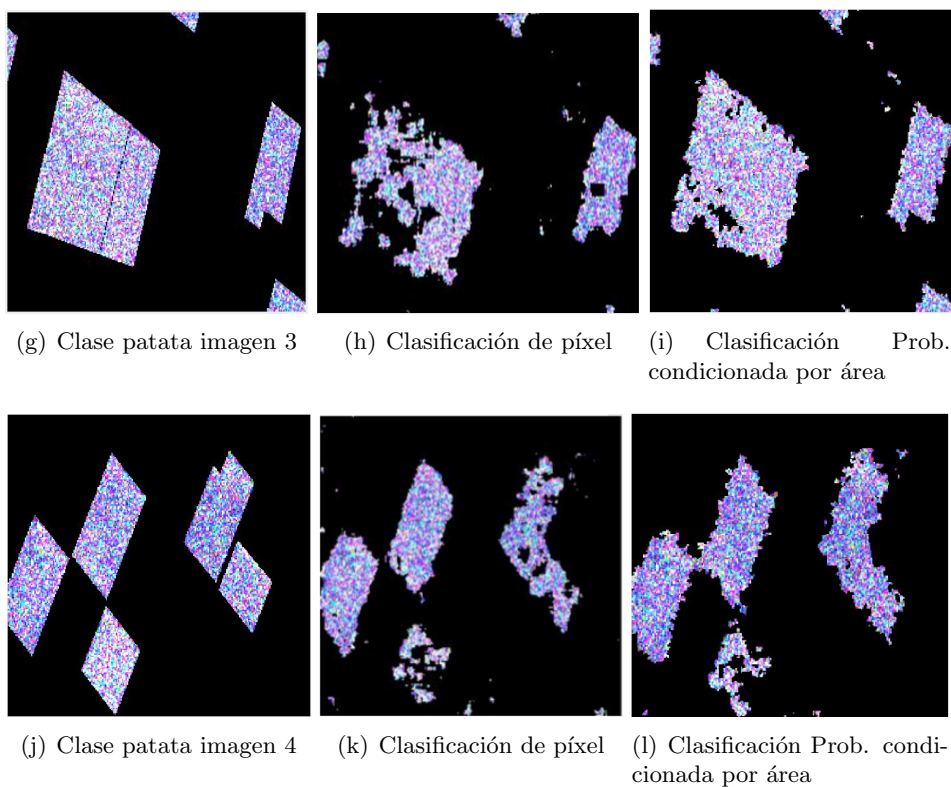 (g) Clase patata imagen 3
(h) Clasificación de píxel
(i) Clasificación Prob.
condicionada por área
(j) Clase patata imagen 4
(k) Clasificación de píxel
(l) Clasificación Prob. condi-
cionada por área